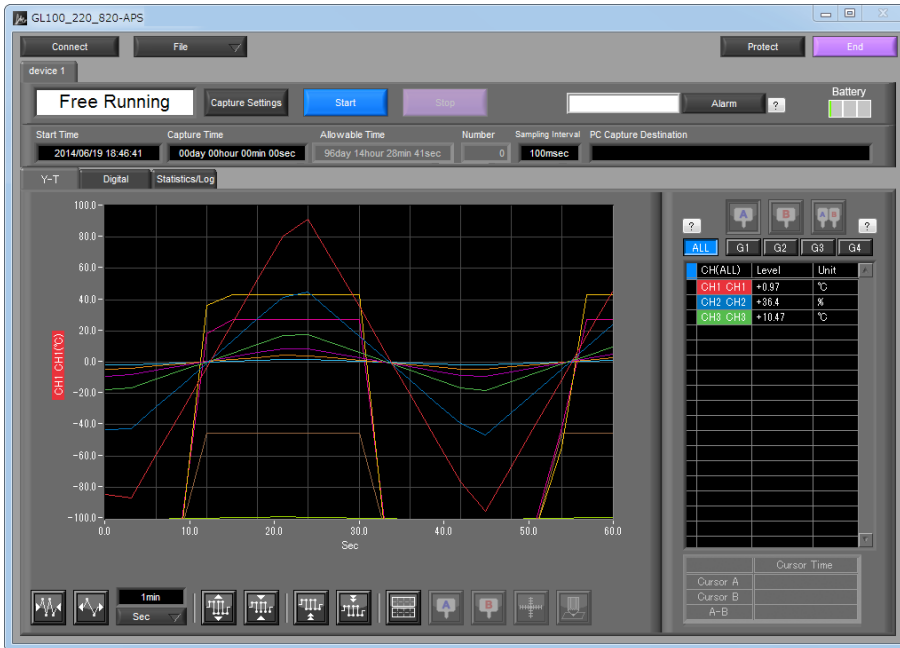 GL100_220_820-APS
Connect File Protect End
device 1
Free Running Capture Settings Start Stop Alarm ? Battery
Start Time Capture Time Allowable Time Number Sampling Interval PC Capture Destination
2014/06/19 18:46:41 00day 00hour 00min 00sec 96day 14hour 28min 41sec 0 100msec
Y-T Digital Statistics/Log
100.0
80.0
60.0
40.0
20.0
0.0
-20.0
-40.0
-60.0
-80.0
-100.0
CH1 CH1(℃)
0.0 10.0 20.0 30.0 40.0 50.0 60.0
Sec
? A B A B ?
ALL G1 G2 G3 G4
CH(ALL) Level Unit
CH1 CH1 +0.97 ℃
CH2 CH2 +36.4 %
CH3 CH3 +10.47 ℃
1min
Sec
A B
Cursor Time
Cursor A
Cursor B
A-B